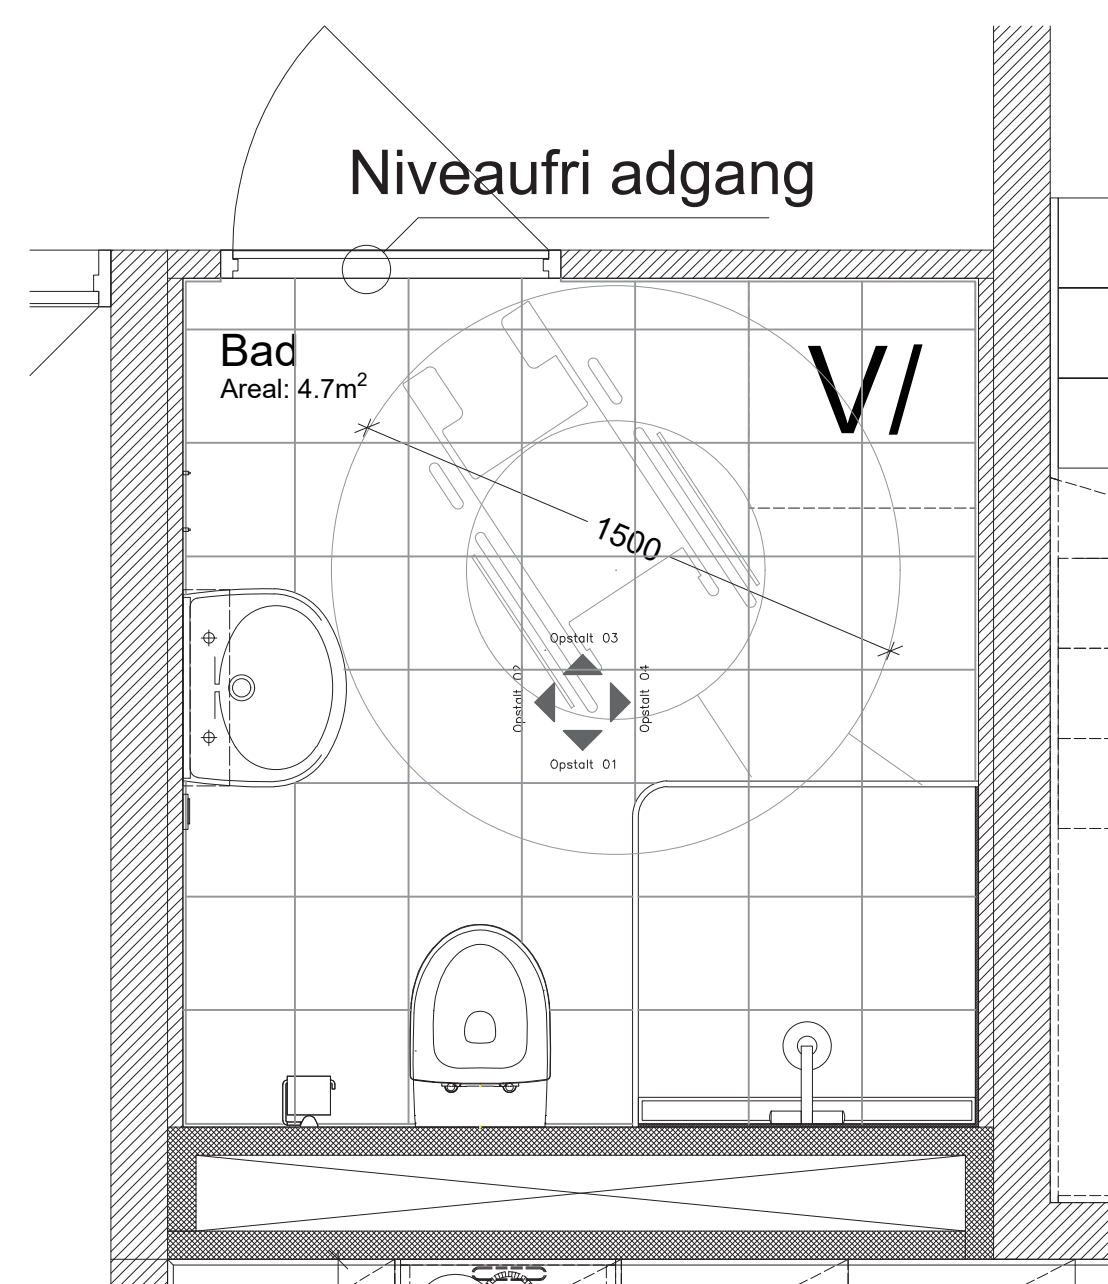 Niveaufri adgang
Bad
Areal: 4.7m²
V/
1500
Opstalt 03
Opstalt 02
Opstalt 04
Opstalt 01